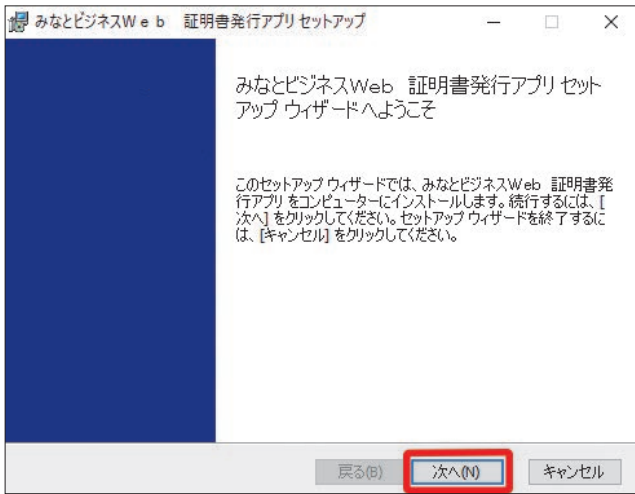 みなとビジネスWeb　証明書発行アプリ セットアップ
みなとビジネスWeb　証明書発行アプリ セット
アップ ウィザードへようこそ
このセットアップ ウィザードでは、みなとビジネスWeb　証明書発
行アプリ をコンピューターにインストールします。続行するには、[
次へ] をクリックしてください。セットアップ ウィザードを終了するに
は、[キャンセル] をクリックしてください。
戻る(B) 次へ(N) キャンセル